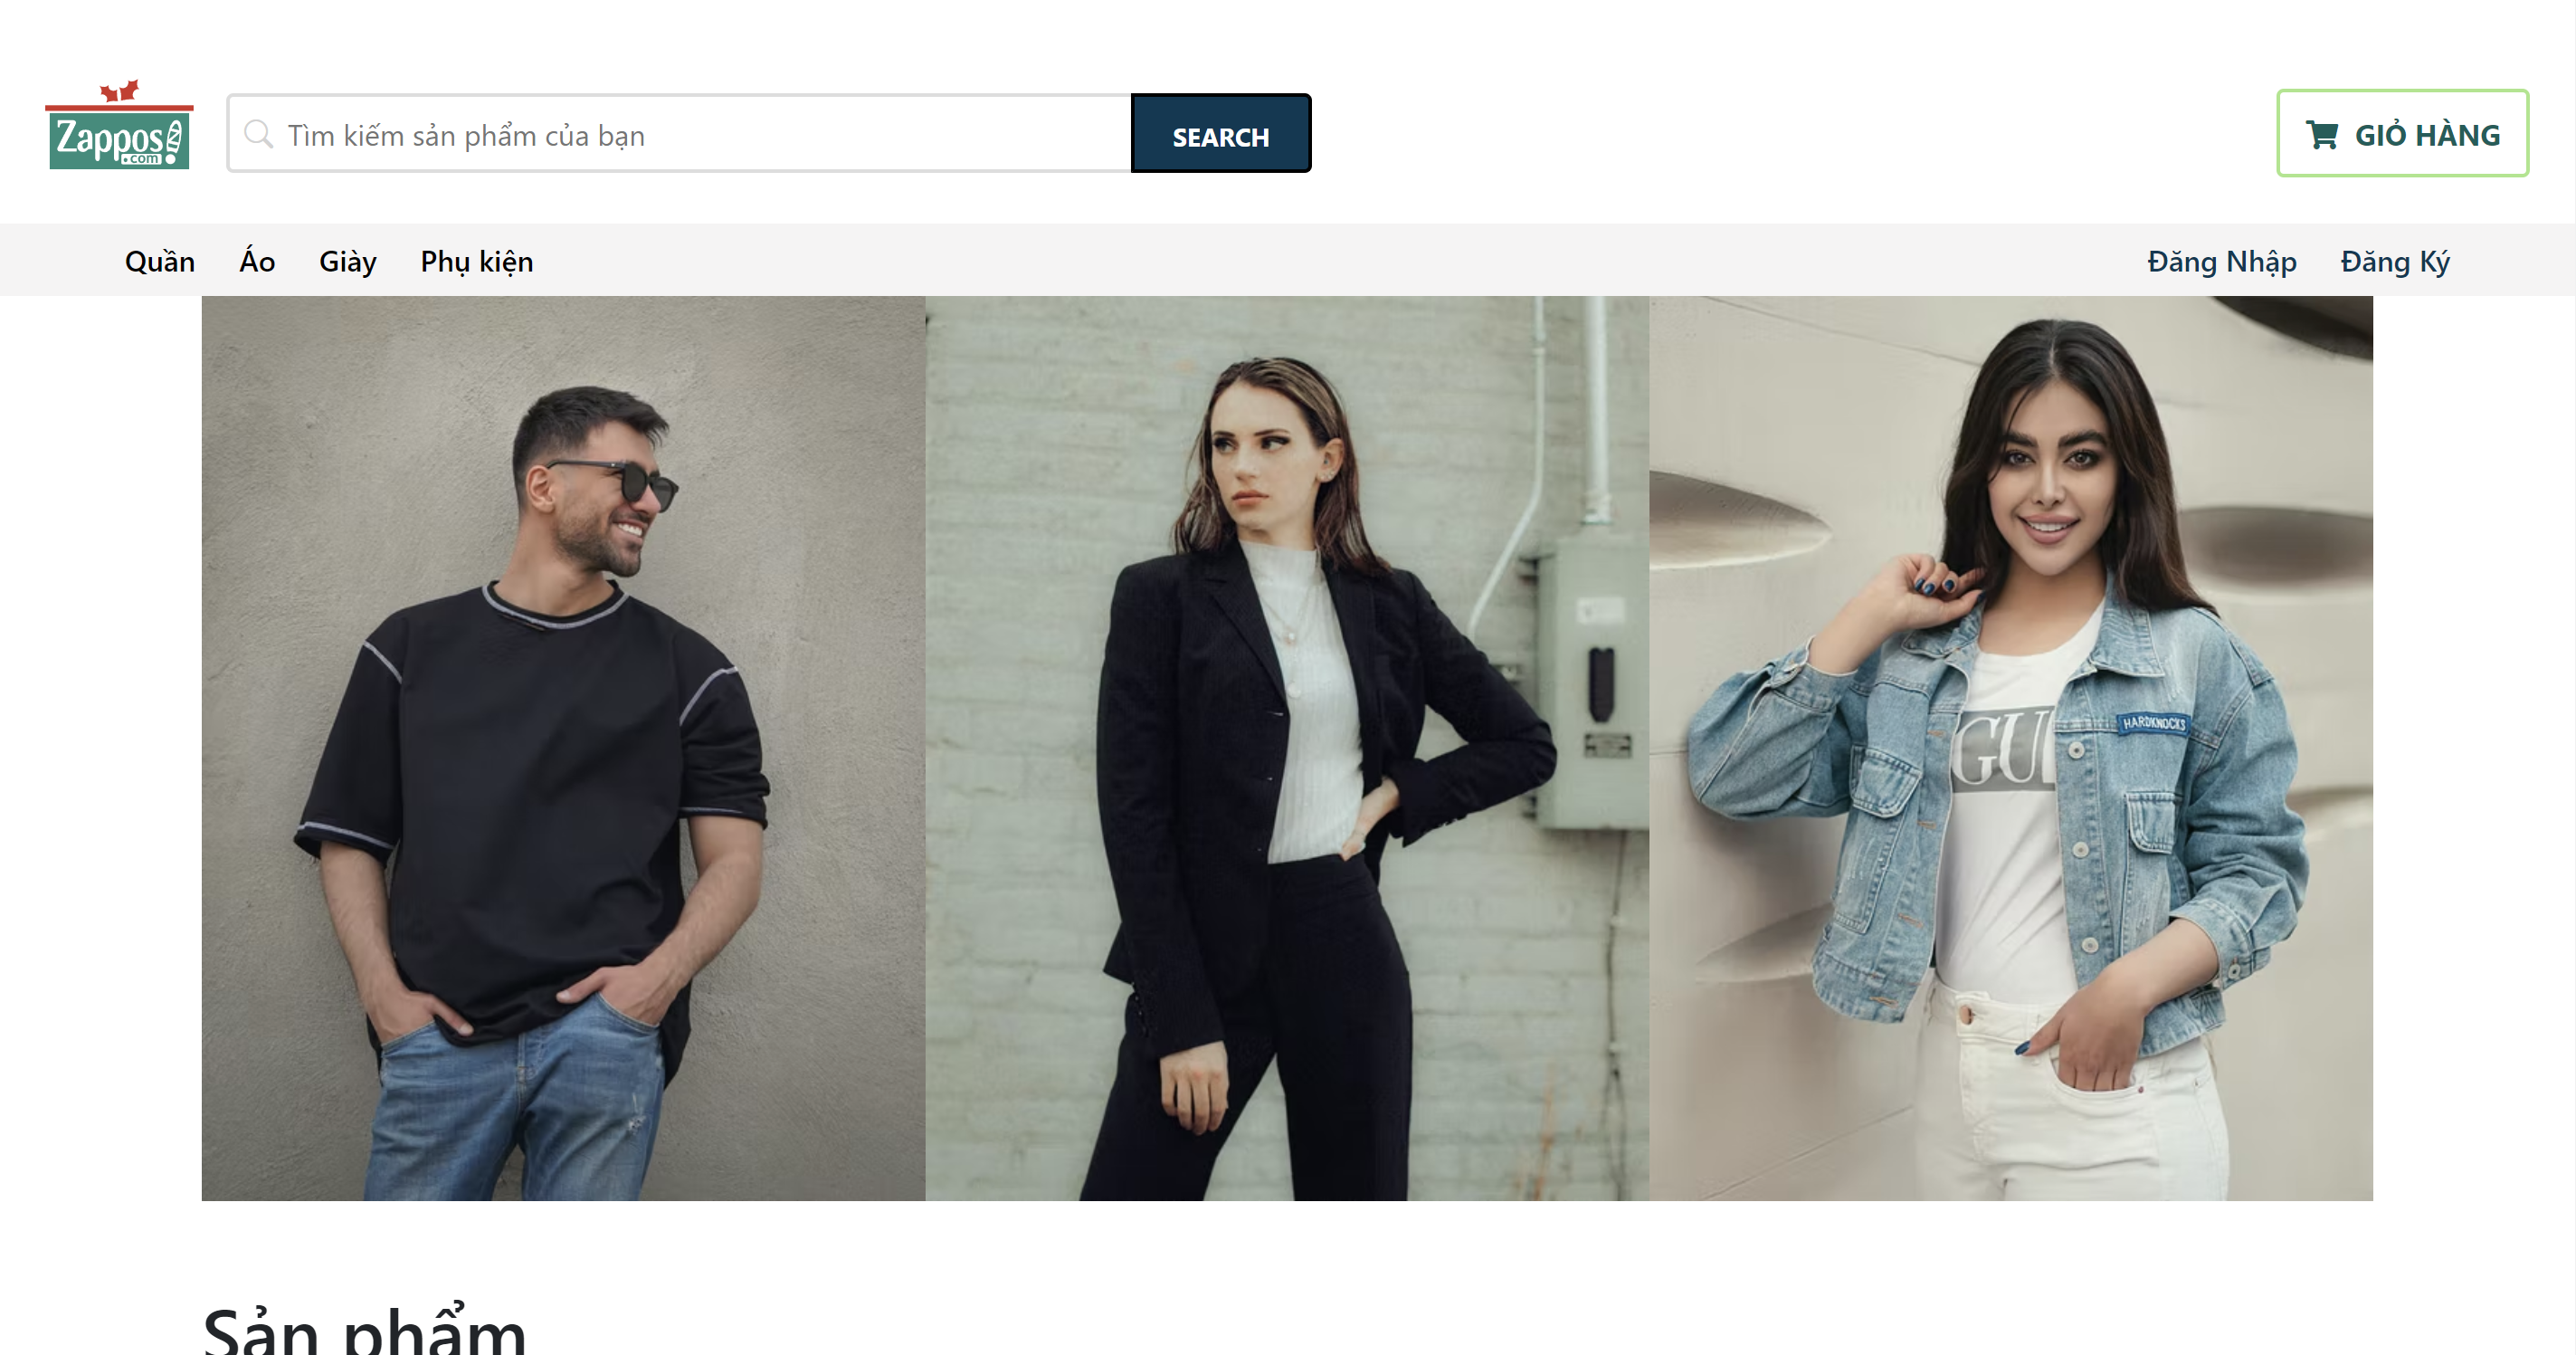 Zappos!
.com
Tìm kiếm sản phẩm của bạn
SEARCH
GIỎ HÀNG
Quần Áo Giày Phụ kiện Đăng Nhập Đăng Ký
HARDKNOCKS
GU
Sản phẩm